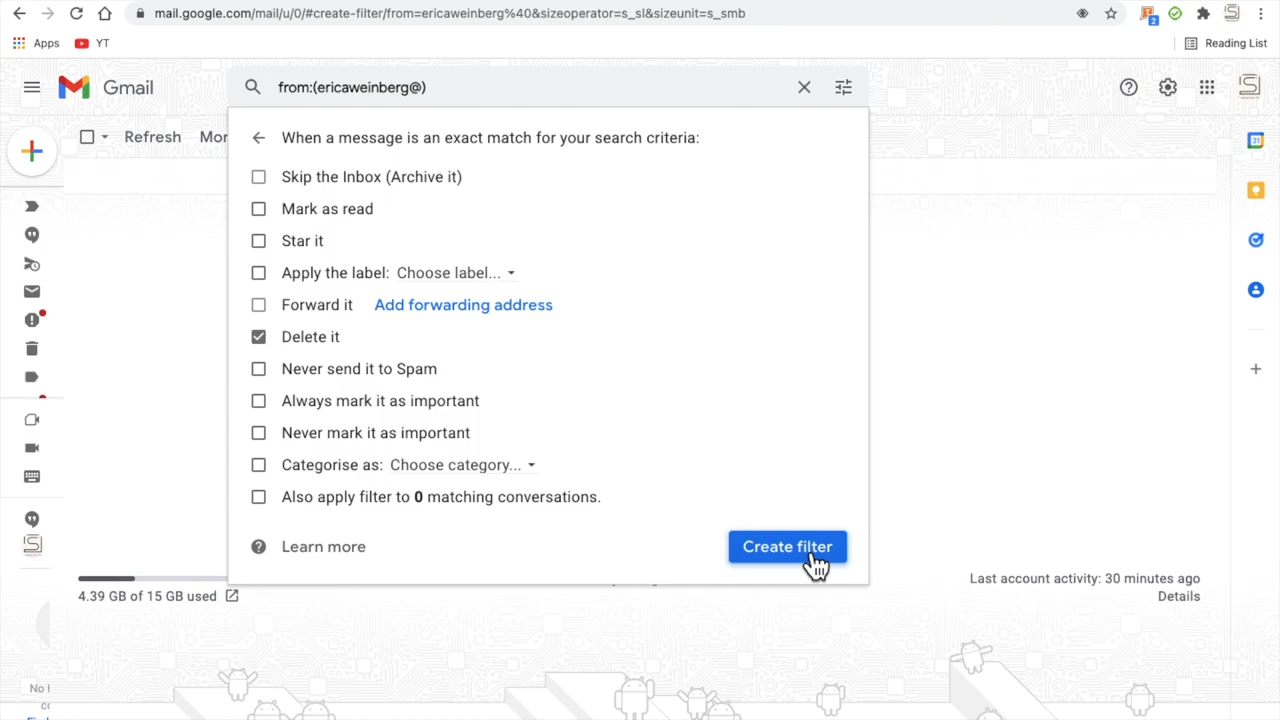 mail.google.com/mail/u/0/#create-filter/from=ericaweinberg%40&sizeoperator=s_sl&sizeunit=s_smb
2
Apps YT Reading List
Gmail from:(ericaweinberg@)
Refresh Mor
31
When a message is an exact match for your search criteria:
Skip the Inbox (Archive it)
Mark as read
Star it
Apply the label: Choose label...
Forward it Add forwarding address
Delete it
Never send it to Spam
Always mark it as important
Never mark it as important
Categorise as: Choose category...
Also apply filter to 0 matching conversations.
Learn more Create filter
4.39 GB of 15 GB used
Last account activity: 30 minutes ago
Details
No